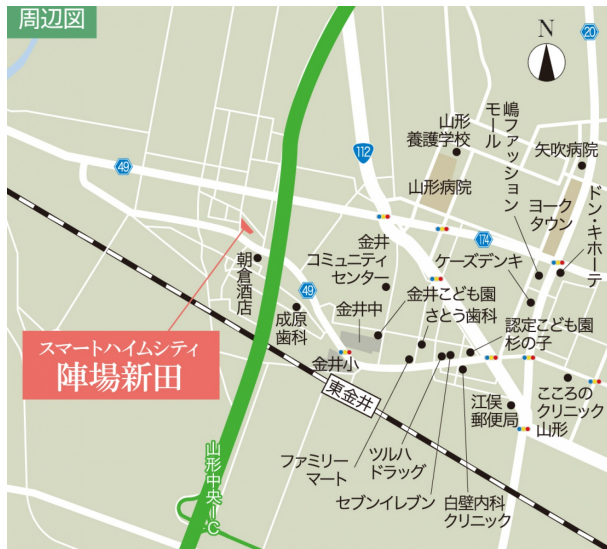 周辺図
N
20
112
49
174
49
山形
養護学校
山形病院
嶋ファッション
モール
矢吹病院
ヨーク
タウン
ドン・キホーテ
ケーズデンキ
金井
コミュニティ
センター
朝倉酒店
成原
歯科
金井中
金井こども園
さとう歯科
認定こども園
杉の子
金井小
スマートハイムシティ
陣場新田
東金井
こころの
クリニック
江俣
郵便局
山形
ファミリー
マート
ツルハ
ドラッグ
セブンイレブン
白壁内科
クリニック
山形中央IC